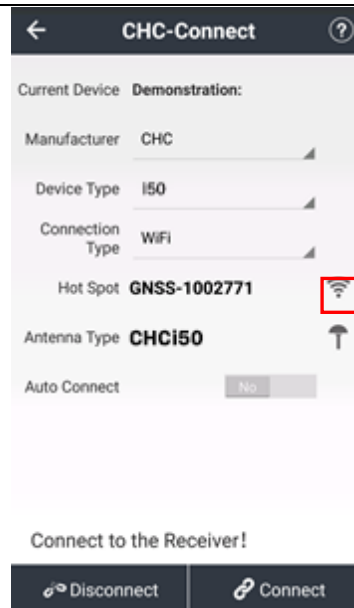 CHC-Connect ?
Current Device Demonstration:
Manufacturer CHC
Device Type I50
Connection
Type WiFi
Hot Spot GNSS-1002771
Antenna Type CHCi50
Auto Connect No
Connect to the Receiver!
Disconnect Connect